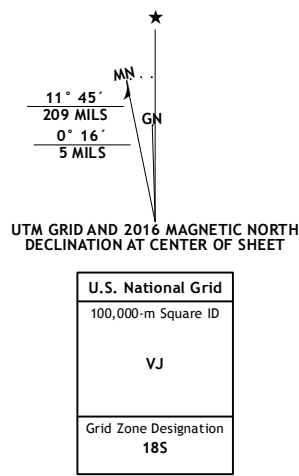 ★
MN
GN
11° 45´
209 MILS
0° 16´
5 MILS
UTM GRID AND 2016 MAGNETIC NORTH
DECLINATION AT CENTER OF SHEET
U.S. National Grid
100,000-m Square ID
VJ
Grid Zone Designation
18S